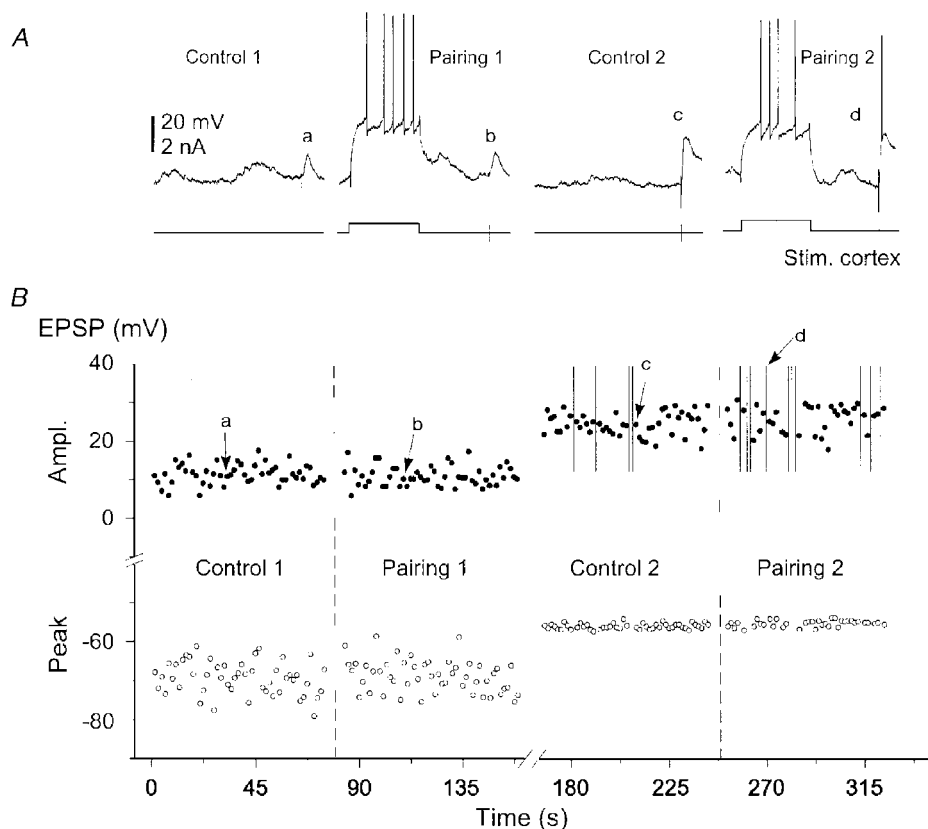 A
Control 1
Pairing 1
Control 2
Pairing 2
20 mV
2 nA
a
b
c
d
Stim. cortex
B
EPSP (mV)
40
20
0
Ampl.
a
b
c
d
Control 1
Pairing 1
Control 2
Pairing 2
-60
-80
Peak
0
45
90
135
180
225
270
315
Time (s)